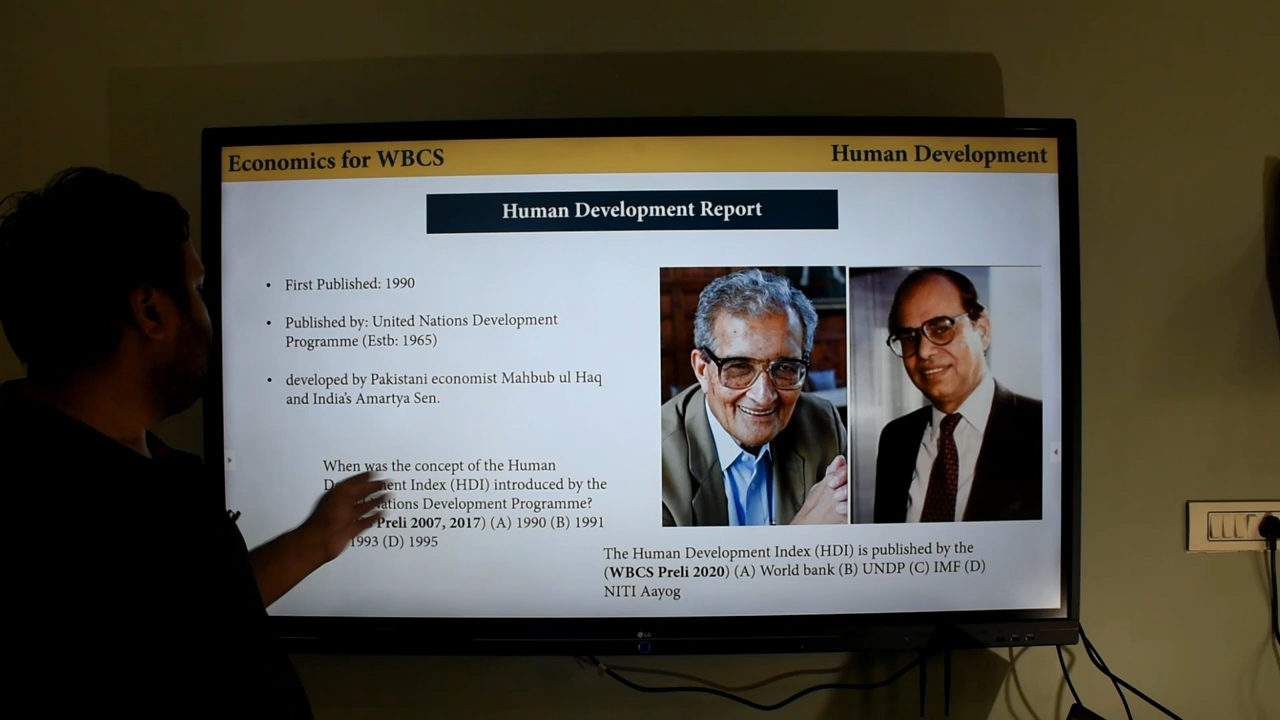 Economics for WBCS
Human Development
Human Development Report
• First Published: 1990
• Published by: United Nations Development
Programme (Estb: 1965)
• developed by Pakistani economist Mahbub ul Haq
and India's Amartya Sen.
When was the concept of the Human
ent Index (HDI) introduced by the
ations Development Programme?
Preli 2007, 2017) (A) 1990 (B) 1991
1993 (D) 1995
The Human Development Index (HDI) is published by the
(WBCS Preli 2020) (A) World bank (B) UNDP (C) IMF (D)
NITI Aayog
LG